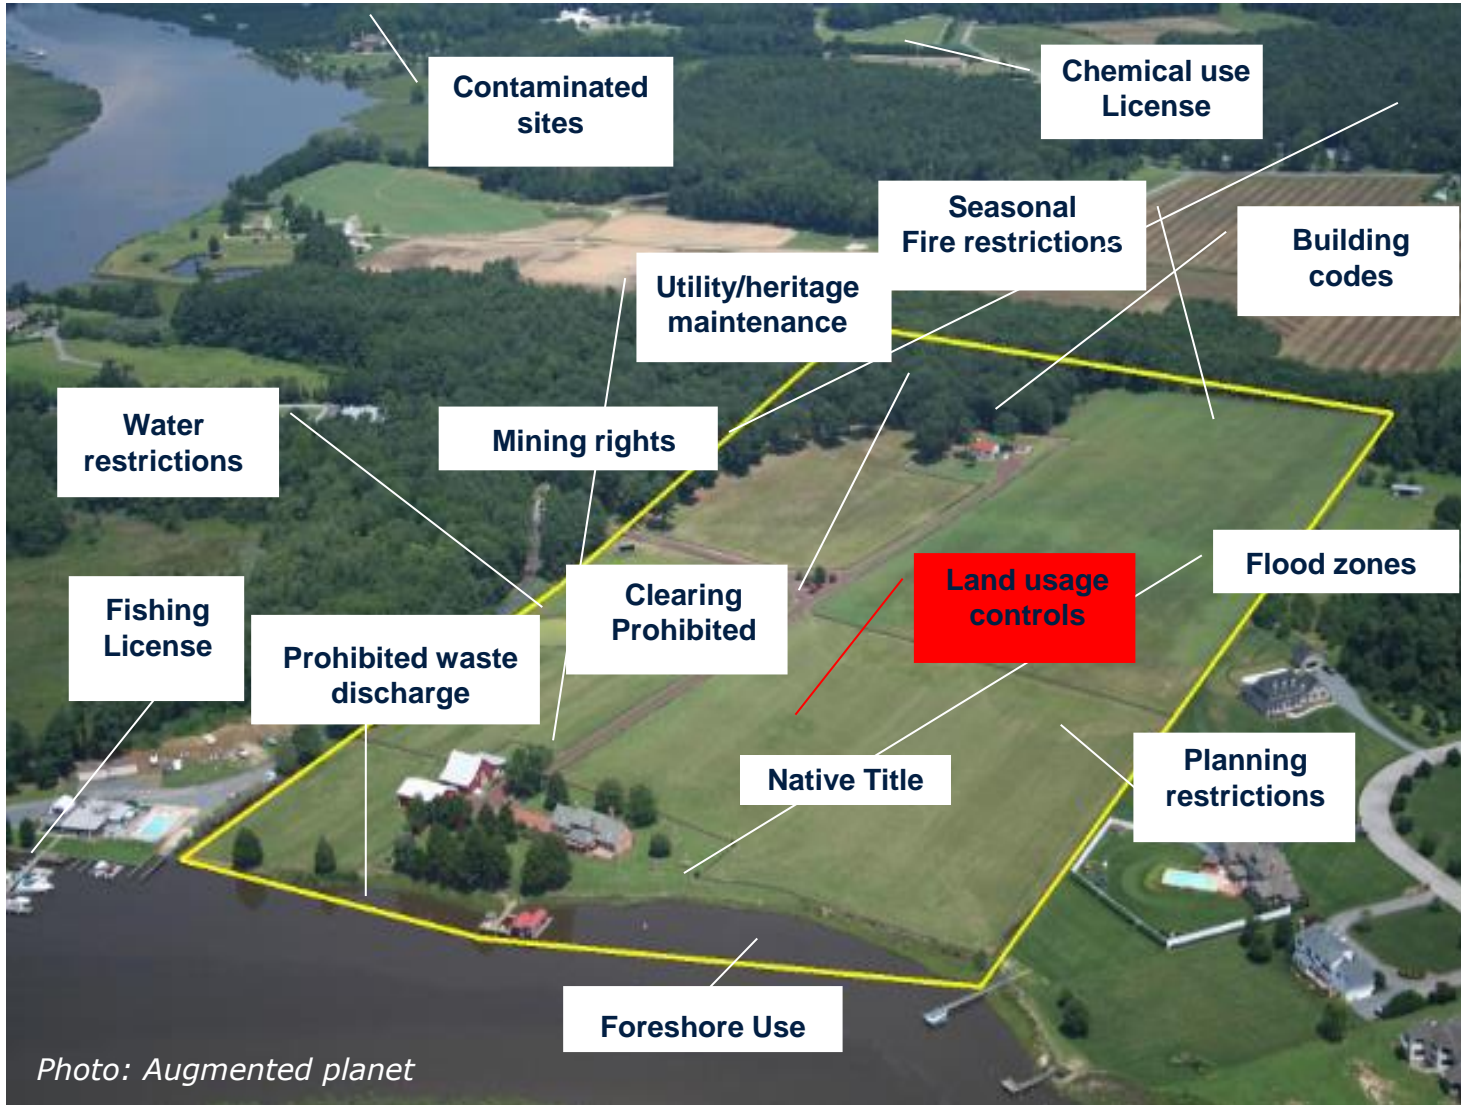 Contaminated
sites
Chemical use
License
Seasonal
Fire restrictions
Building
codes
Utility/heritage
maintenance
Water
restrictions
Mining rights
Flood zones
Land usage
controls
Clearing
Prohibited
Fishing
License
Prohibited waste
discharge
Native Title
Planning
restrictions
Foreshore Use
Photo: Augmented planet